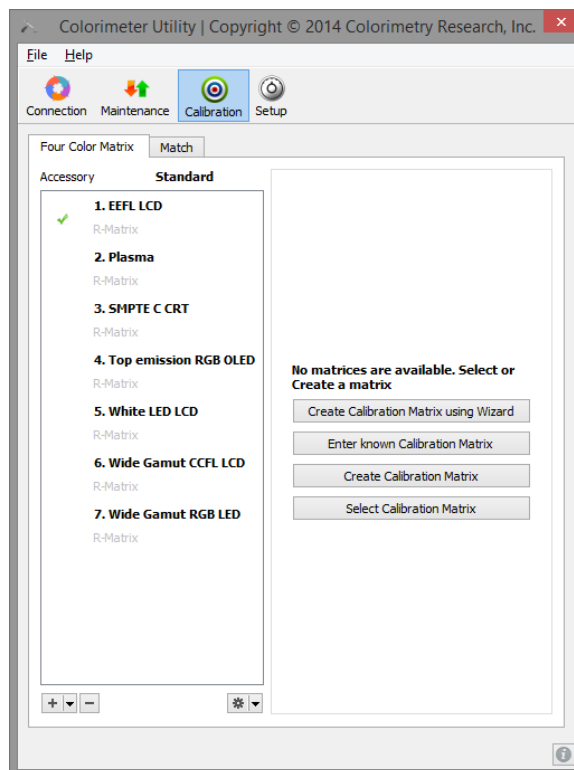 Colorimeter Utility | Copyright © 2014 Colorimetry Research, Inc.
File Help
Connection Maintenance Calibration Setup
Four Color Matrix Match
Accessory Standard
1. EEFL LCD
R-Matrix
2. Plasma
R-Matrix
3. SMPTE C CRT
R-Matrix
4. Top emission RGB OLED
R-Matrix
5. White LED LCD
R-Matrix
6. Wide Gamut CCFL LCD
R-Matrix
7. Wide Gamut RGB LED
R-Matrix
No matrices are available. Select or
Create a matrix
Create Calibration Matrix using Wizard
Enter known Calibration Matrix
Create Calibration Matrix
Select Calibration Matrix